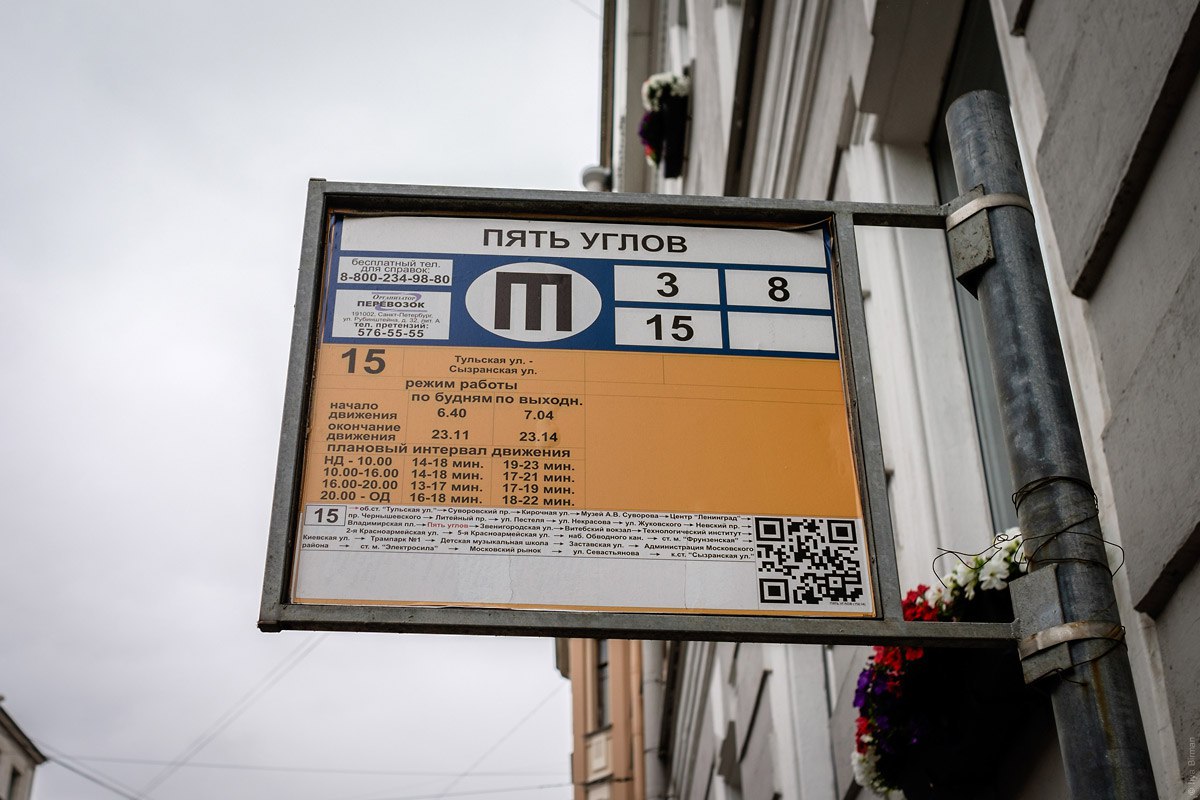 ПЯТЬ УГЛОВ
бесплатный тел.
для справок:
8-800-234-98-80
Организатор
ПЕРЕВОЗОК
191002, Санкт-Петербург,
ул. Рубинштейна, д. 32, лит. А
тел. претензий:
576-55-55
3 8
15
15
Тульская ул. -
Сызранская ул.
режим работы
по будням по выходн.
начало
движения 6.40 7.04
окончание
движения 23.11 23.14
плановый интервал движения
НД - 10.00 14-18 мин. 19-23 мин.
10.00-16.00 14-18 мин. 17-21 мин.
16.00-20.00 13-17 мин. 17-19 мин.
20.00 - ОД 16-18 мин. 18-22 мин.
15 → об.ст. "Тульская ул." → Суворовский пр. → Кирочная ул. → Музей А.В. Суворова → Центр "Ленинград" →
пр. Чернышевского → Литейный пр. → ул. Пестеля → ул. Некрасова → ул. Жуковского → Невский пр. →
Владимирская пл. → Пять углов → Звенигородская ул. → Витебский вокзал → Технологический институт →
2-я Красноармейская ул. → 5-я Красноармейская ул. → наб. Обводного кан. → ст. м. "Фрунзенская" →
Киевская ул. → Трампарк №1 → Детская музыкальная школа → Заставская ул. → Администрация Московского
района → ст. м. "Электросила" → Московский рынок → ул. Севастьянова → к.ст. "Сызранская ул."